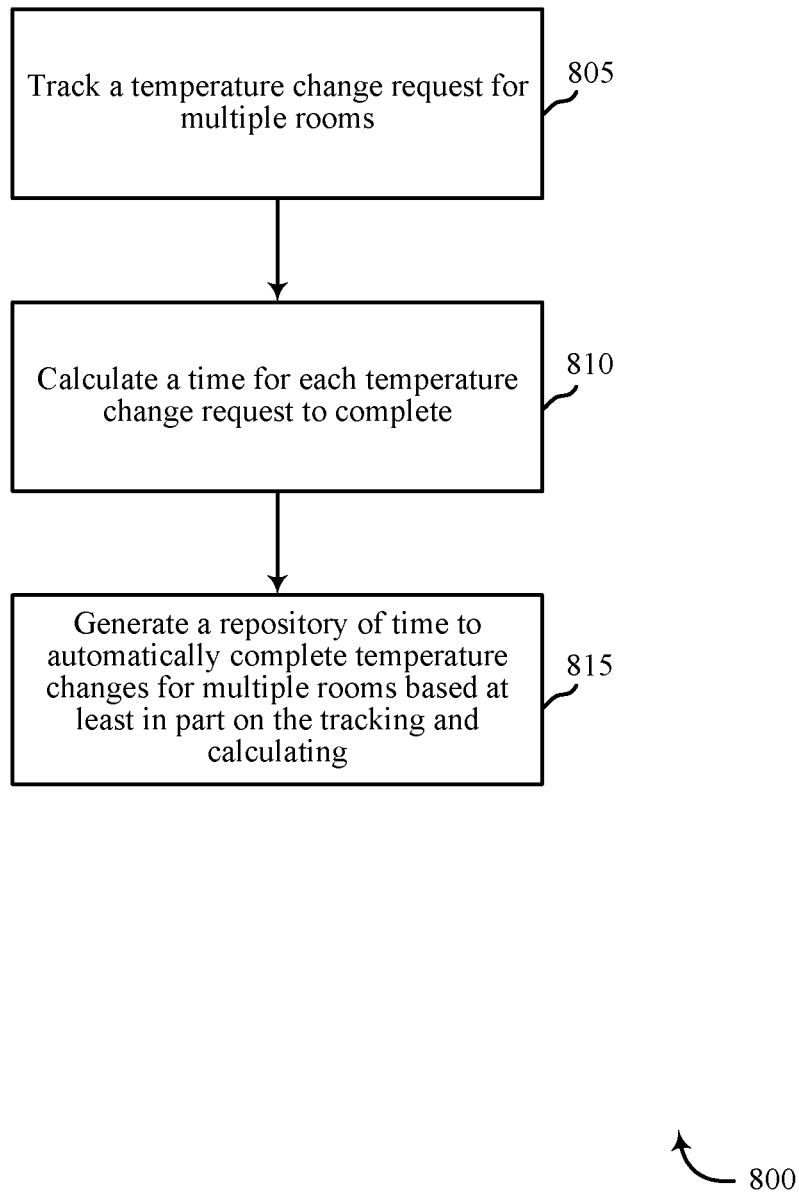 Track a temperature change request for
multiple rooms
805
Calculate a time for each temperature
change request to complete
810
Generate a repository of time to
automatically complete temperature
changes for multiple rooms based at
least in part on the tracking and
calculating
815
800